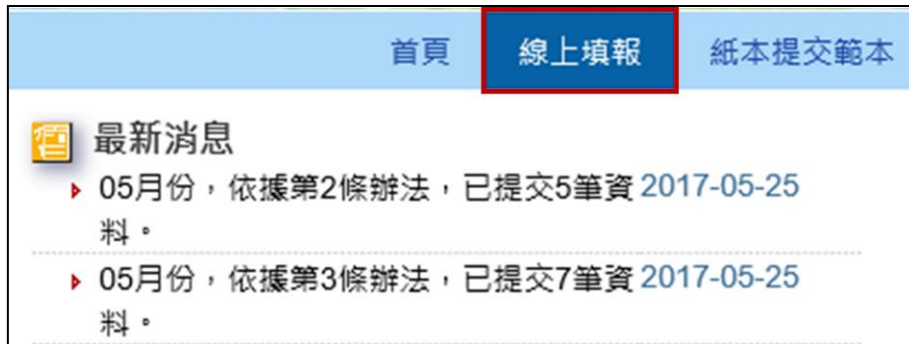 首頁 線上填報 紙本提交範本
最新消息
05月份，依據第2條辦法，已提交5筆資 2017-05-25
料。
05月份，依據第3條辦法，已提交7筆資 2017-05-25
料。